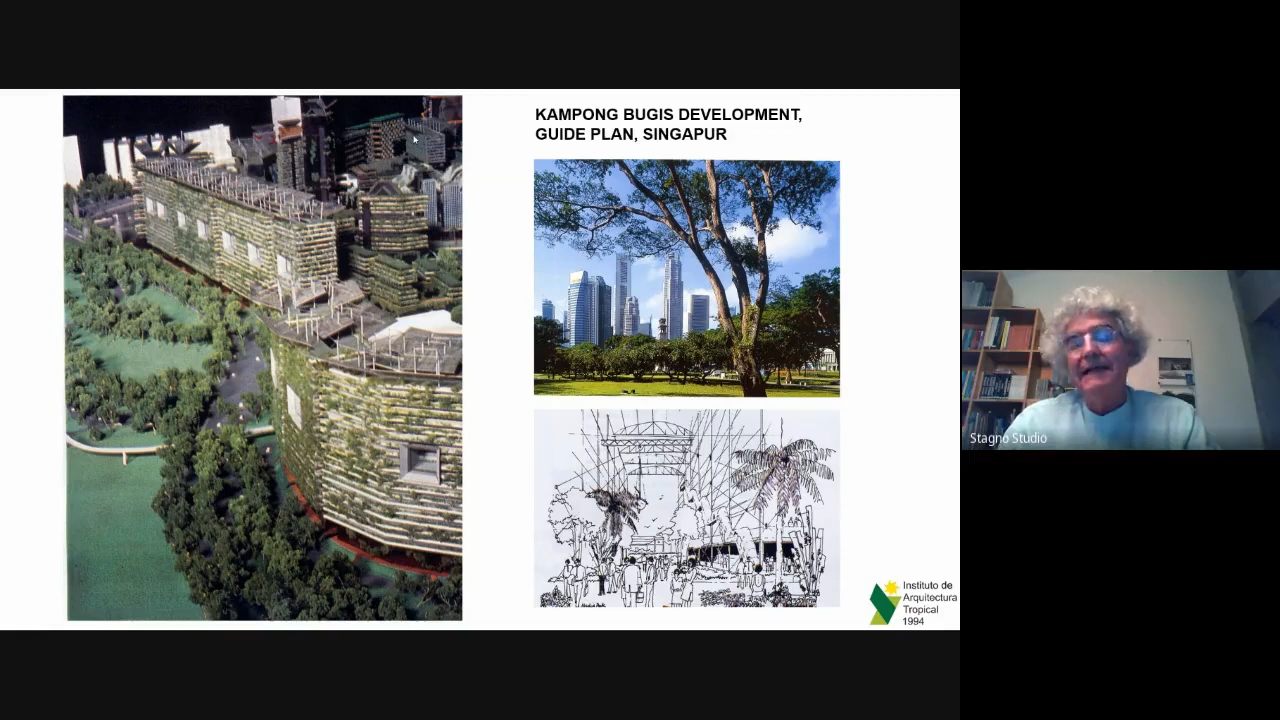 KAMPONG BUGIS DEVELOPMENT,
GUIDE PLAN, SINGAPUR
Instituto de
Arquitectura
Tropical
1994
Stagno Studio